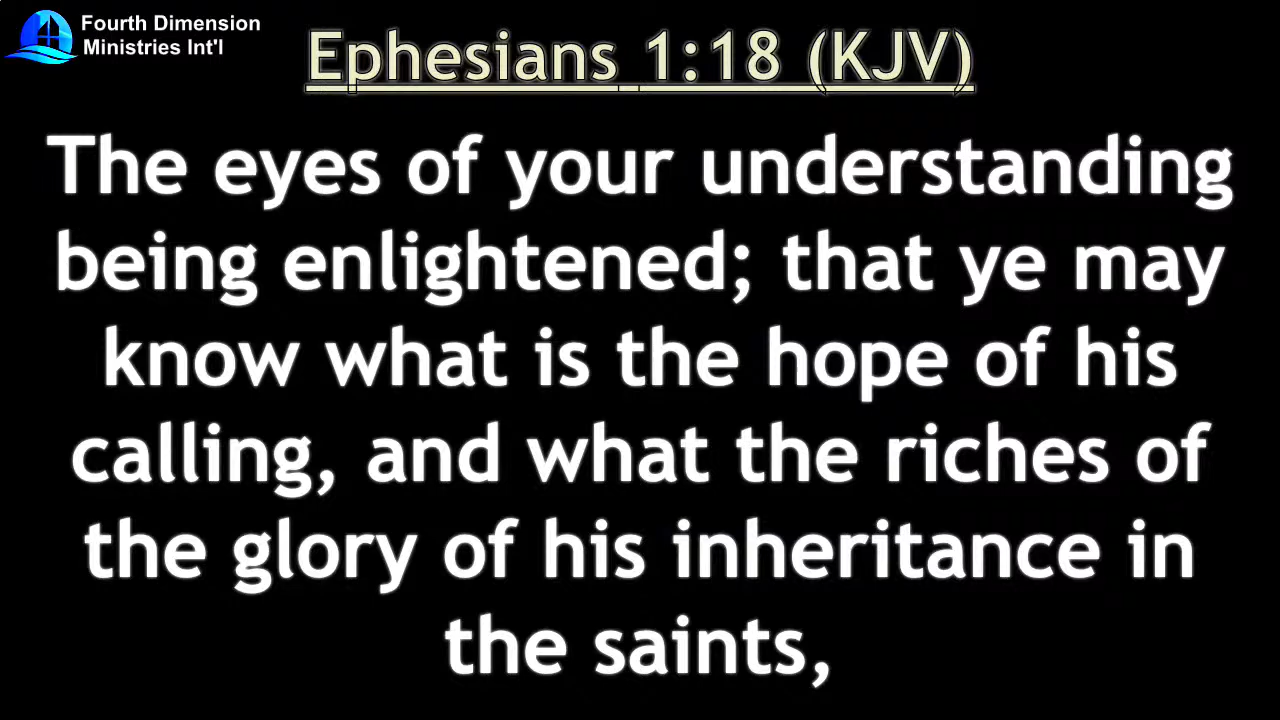 Fourth Dimension
Ministries Int'l
Ephesians 1:18 (KJV)
The eyes of your understanding
being enlightened; that ye may
know what is the hope of his
calling, and what the riches of
the glory of his inheritance in
the saints,